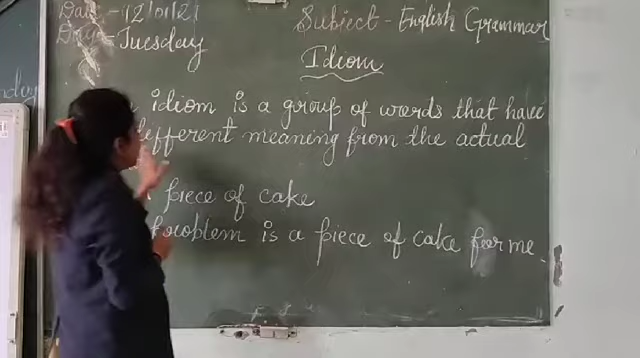 Date - 12/01/21
Subject - English Grammar
Day - Tuesday
Idiom
idiom is a group of words that have
different meaning from the actual
piece of cake
Problem is a piece of cake for me.